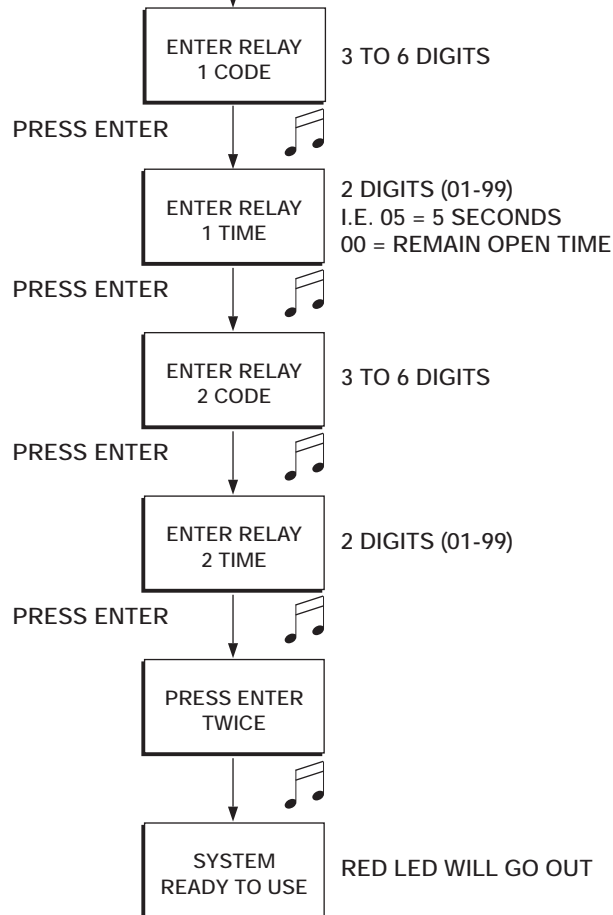 ENTER RELAY
1 CODE
3 TO 6 DIGITS
PRESS ENTER
ENTER RELAY
1 TIME
2 DIGITS (01-99)
I.E. 05 = 5 SECONDS
00 = REMAIN OPEN TIME
PRESS ENTER
ENTER RELAY
2 CODE
3 TO 6 DIGITS
PRESS ENTER
ENTER RELAY
2 TIME
2 DIGITS (01-99)
PRESS ENTER
PRESS ENTER
TWICE
SYSTEM
READY TO USE
RED LED WILL GO OUT